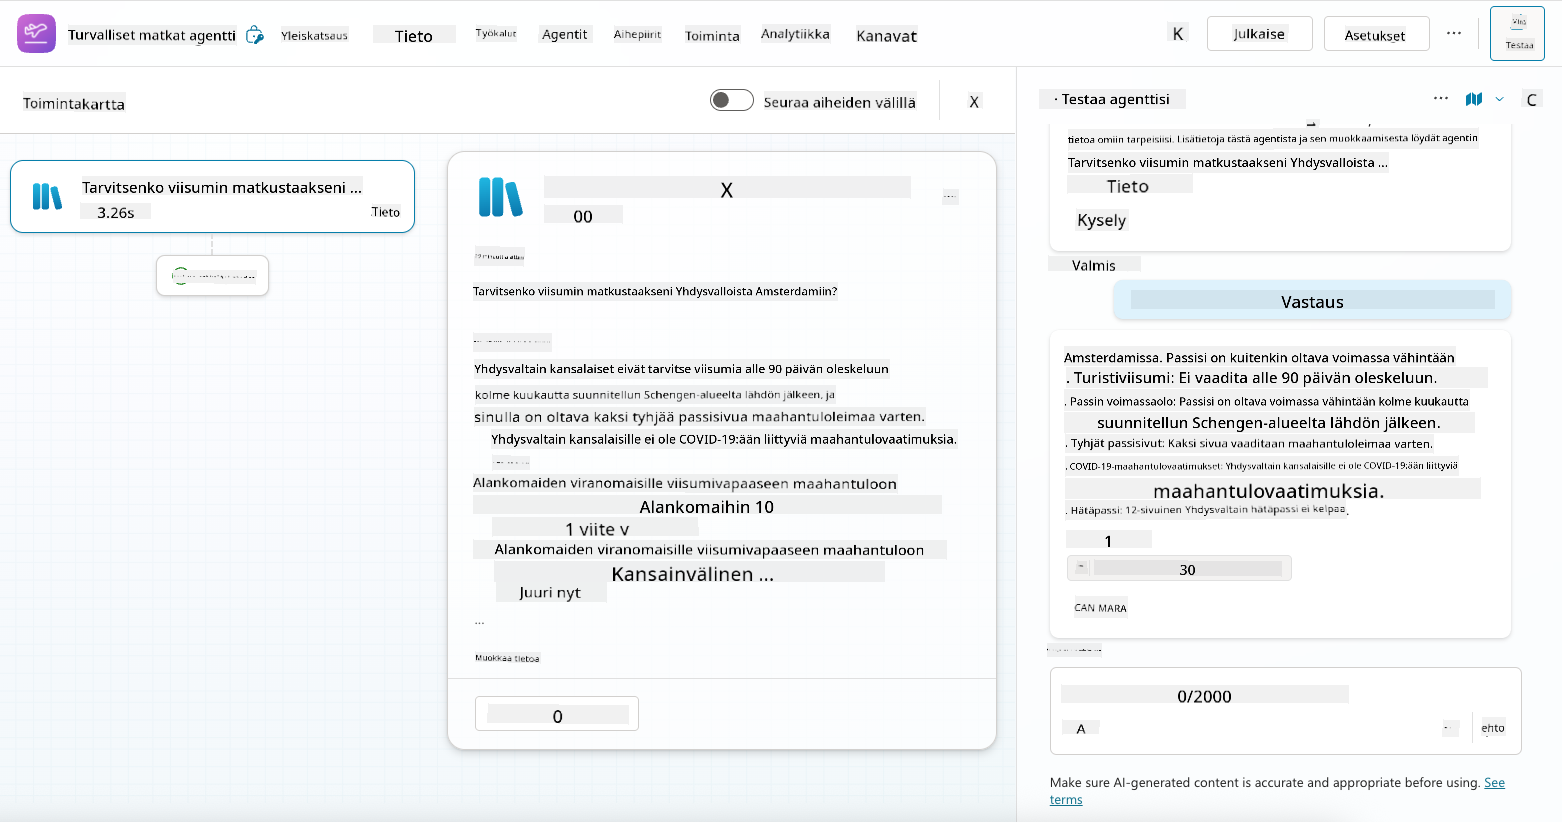 Turvalliset matkat agentti
Yleiskatsaus
Tieto
Työkalut
Agentit
Aihepiirit
Toiminta
Analytiikka
Kanavat
K
Julkaise
Asetukset
...
Testaa
Toimintakartta
Seuraa aiheiden välillä
X
Tarvitsenko viisumin matkustaakseni ...
3.26s
Tieto
X
00
Tarvitsenko viisumin matkustaakseni Yhdysvalloista Amsterdamiin?
Yhdysvaltain kansalaiset eivät tarvitse viisumia alle 90 päivän oleskeluun
kolme kuukautta suunnitellun Schengen-alueelta lähdön jälkeen, ja
sinulla on oltava kaksi tyhjää passisivua maahantuloleimaa varten.
Yhdysvaltain kansalaisille ei ole COVID-19:ään liittyviä maahantulovaatimuksia.
Alankomaiden viranomaisille viisumivapaaseen maahantuloon
Alankomaihin 10
1 viite v
Alankomaiden viranomaisille viisumivapaaseen maahantuloon
Kansainvälinen ...
Juuri nyt
...
Muokkaa tietoa
0
· Testaa agenttisi
...
C
tietoa omiin tarpeisiisi. Lisätietoja tästä agentista ja sen muokkaamisesta löydät agentin
Tarvitsenko viisumin matkustaakseni Yhdysvalloista ...
Tieto
Kysely
Valmis
Vastaus
Amsterdamissa. Passisi on kuitenkin oltava voimassa vähintään
. Turistiviisumi: Ei vaadita alle 90 päivän oleskeluun.
. Passin voimassaolo: Passisi on oltava voimassa vähintään kolme kuukautta
suunnitellun Schengen-alueelta lähdön jälkeen.
. Tyhjät passisivut: Kaksi sivua vaaditaan maahantuloleimaa varten.
. COVID-19-maahantulovaatimukset: Yhdysvaltain kansalaisille ei ole COVID-19:ään liittyviä
maahantulovaatimuksia.
. Hätäpassi: 12-sivuinen Yhdysvaltain hätäpassi ei kelpaa.
1
30
CAN MARA
0/2000
A
ehto
Make sure AI-generated content is accurate and appropriate before using. See
terms